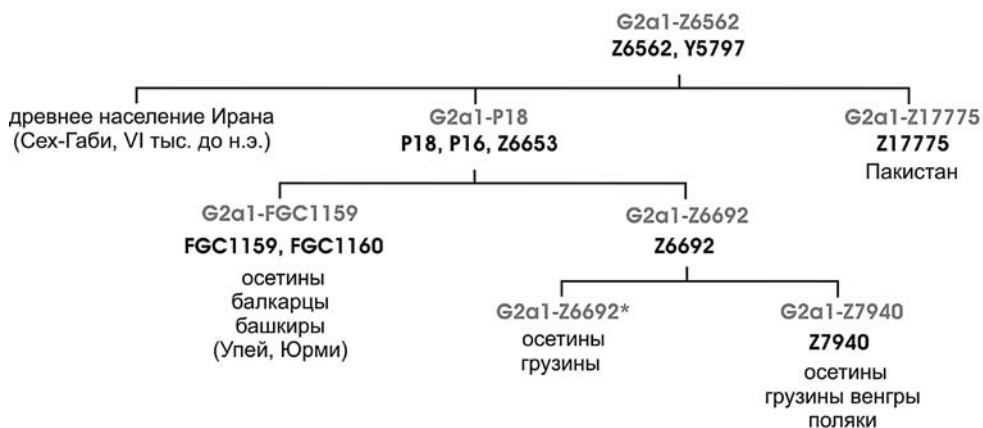 G2a1-Z6562
Z6562, Y5797
древнее население Ирана
(Сех-Габи, VI тыс. до н.э.)
G2a1-P18
P18, P16, Z6653
G2a1-Z17775
Z17775
Пакистан
G2a1-FGC1159
FGC1159, FGC1160
осетины
балкарцы
башкиры
(Упей, Юрми)
G2a1-Z6692
Z6692
G2a1-Z6692*
осетины
грузины
G2a1-Z7940
Z7940
осетины
грузины венгры
поляки